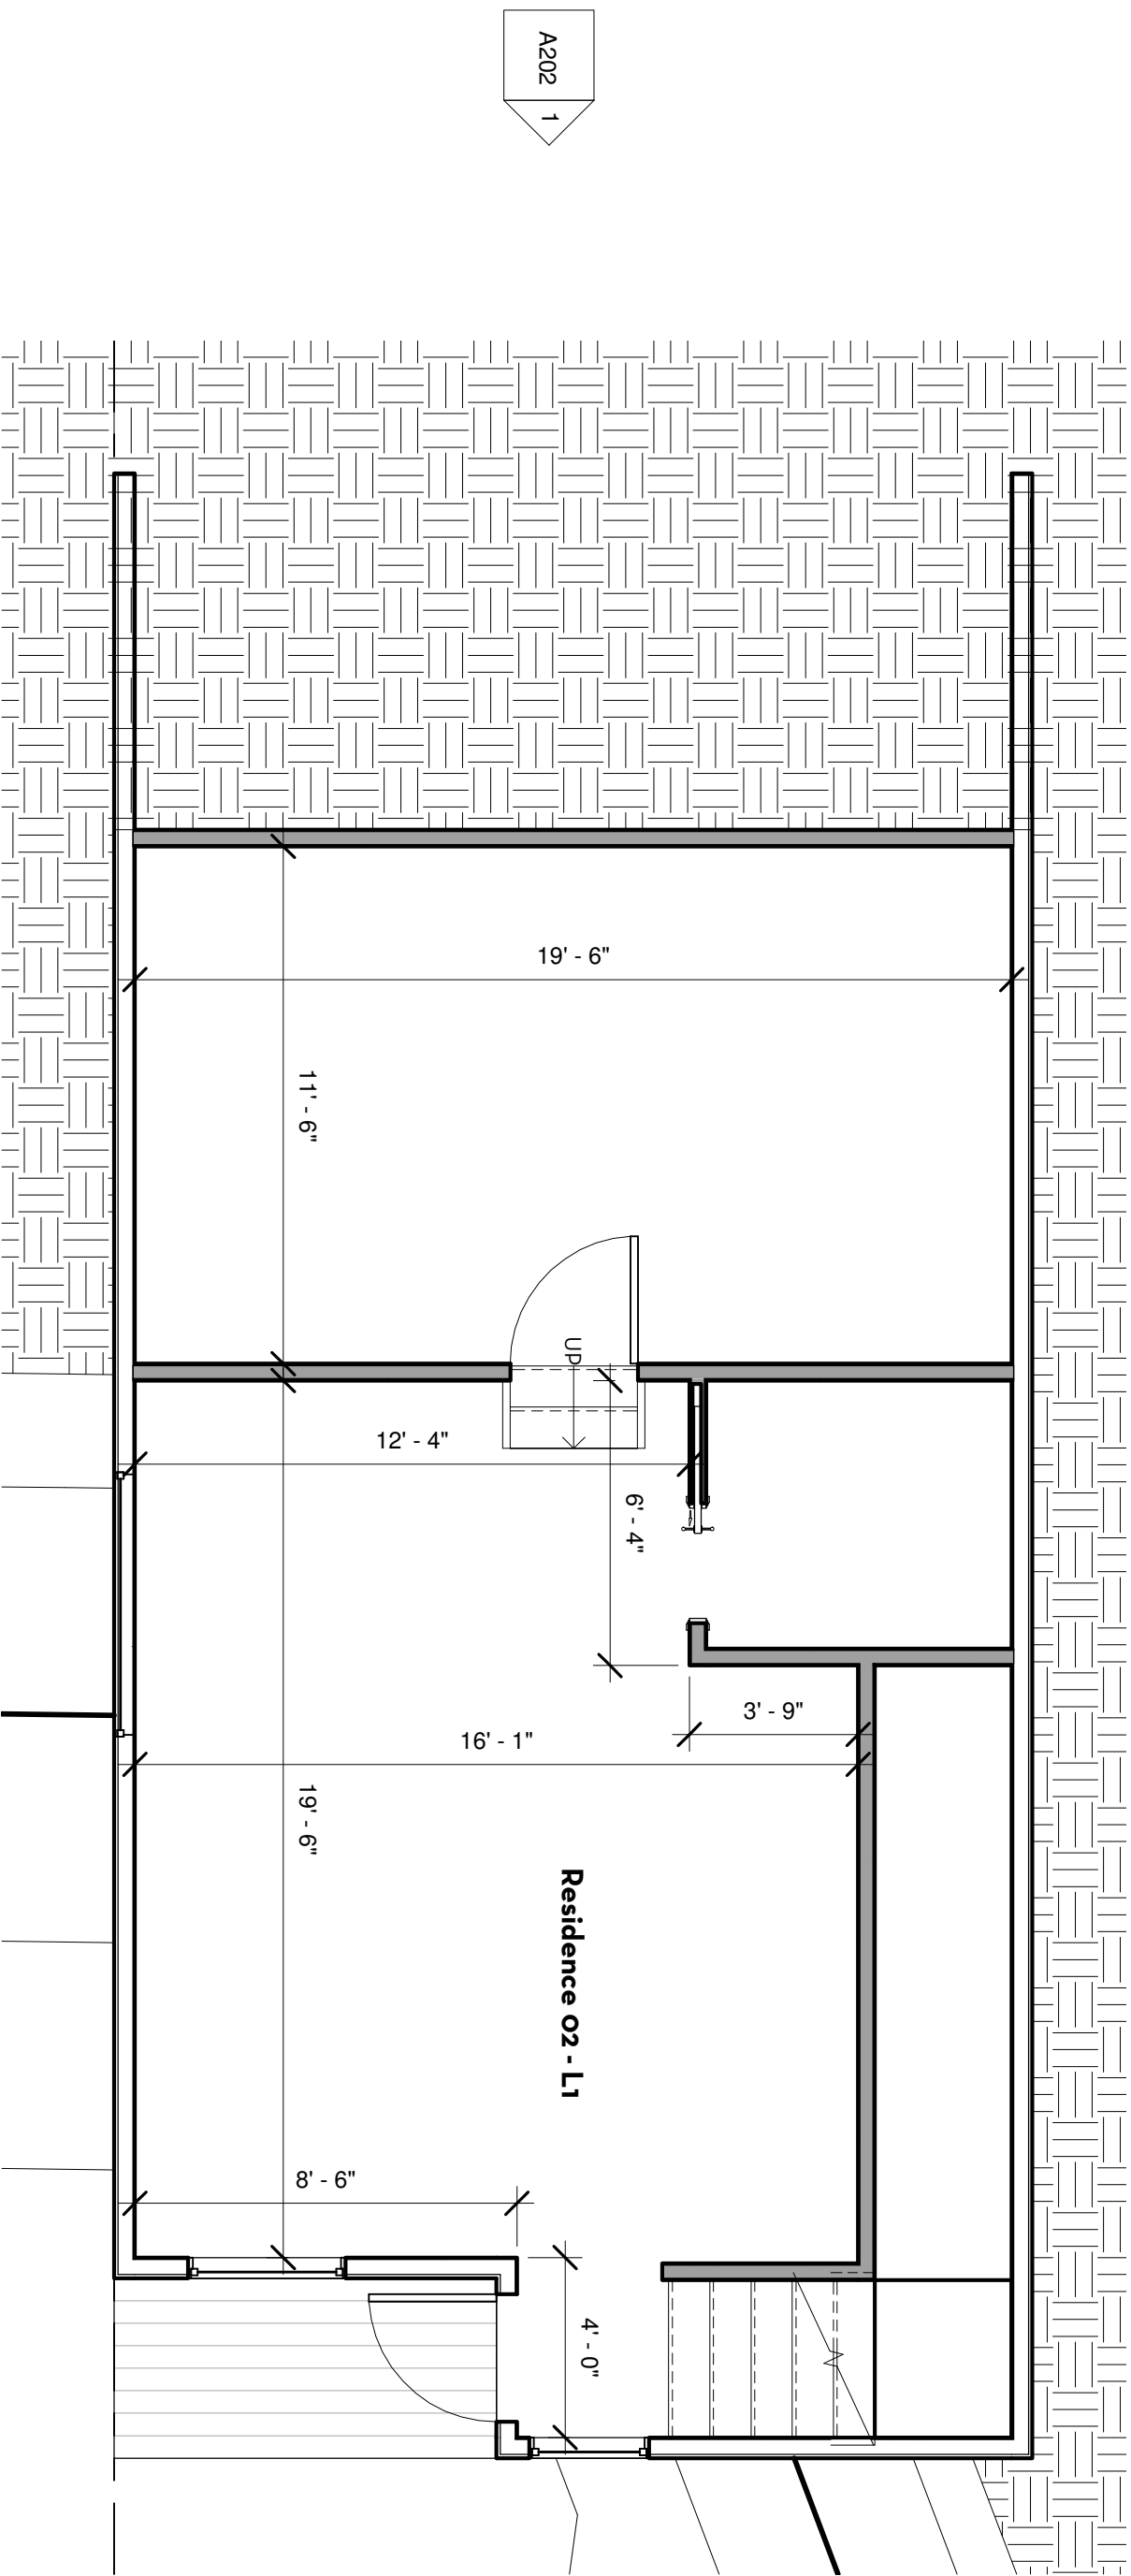 A202
1
19' - 6"
11' - 6"
UP
12' - 4"
6' - 4"
3' - 9"
16' - 1"
19' - 6"
Residence 02 - L1
8' - 6"
4' - 0"